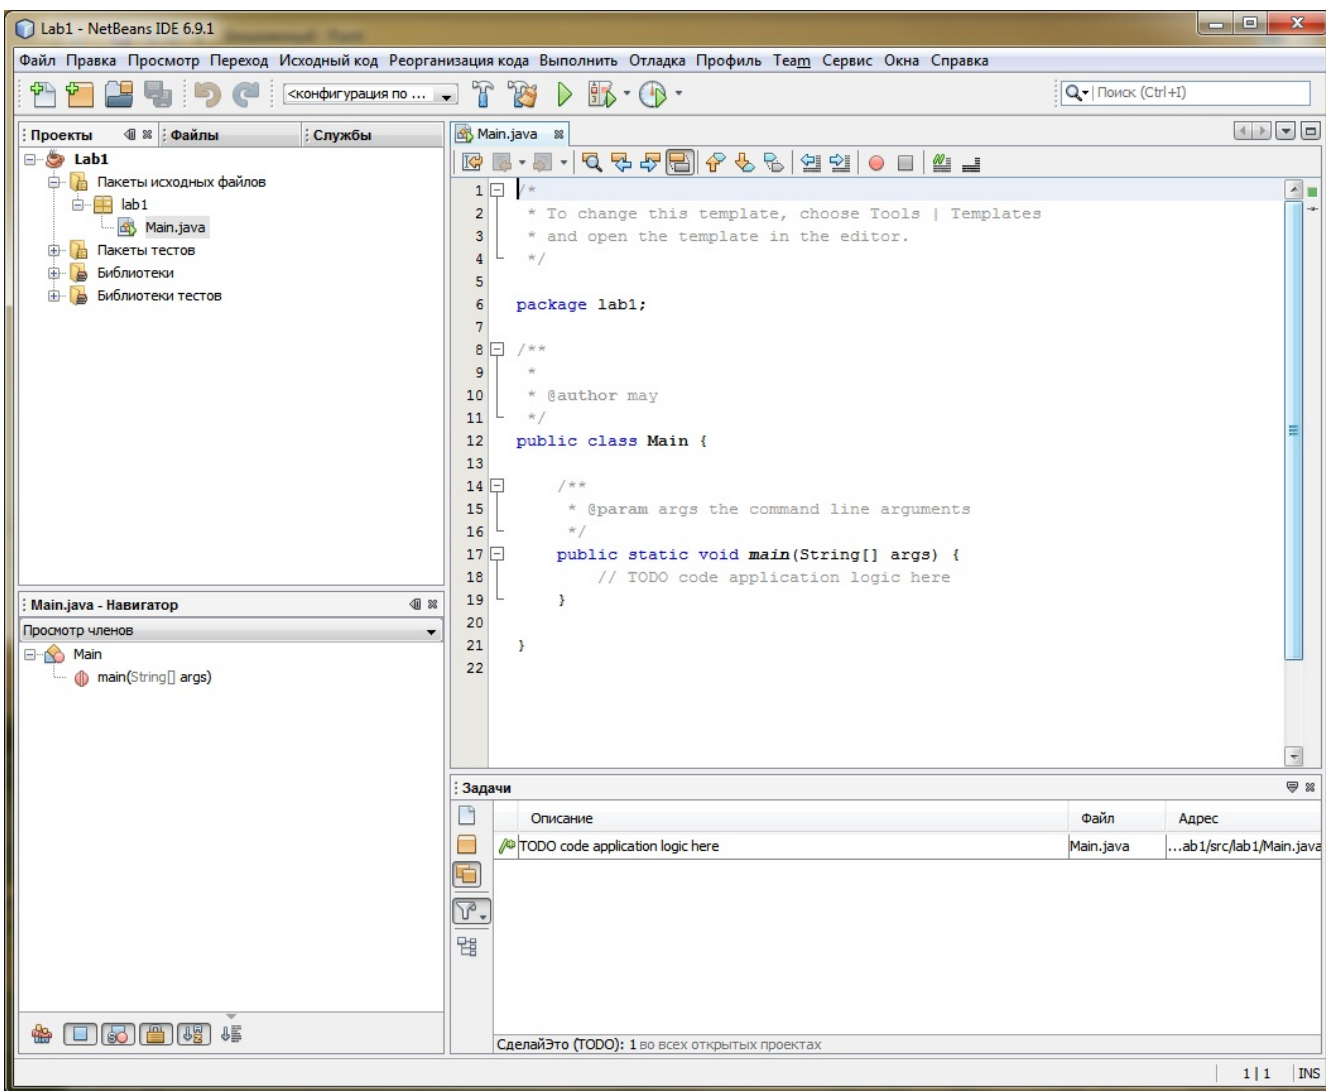 Lab1 - NetBeans IDE 6.9.1
Файл Правка Просмотр Переход Исходный код Реорганизация кода Выполнить Отладка Профиль Team Сервис Окна Справка
<конфигурация по ...
Поиск (Ctrl+I)
Проекты Файлы Службы
Lab1
Пакеты исходных файлов
lab1
Main.java
Пакеты тестов
Библиотеки
Библиотеки тестов
Main.java - Навигатор
Просмотр членов
Main
main(String[] args)
Main.java
1 /*
2 * To change this template, choose Tools | Templates
3 * and open the template in the editor.
4 */
5
6 package lab1;
7
8 /**
9 *
10 * @author may
11 */
12 public class Main {
13
14 /**
15 * @param args the command line arguments
16 */
17 public static void main(String[] args) {
18 // TODO code application logic here
19 }
20
21 }
22
Задачи
Описание Файл Адрес
TODO code application logic here Main.java ...ab1/src/lab1/Main.java
СделайЭто (TODO): 1 во всех открытых проектах
1 | 1 INS